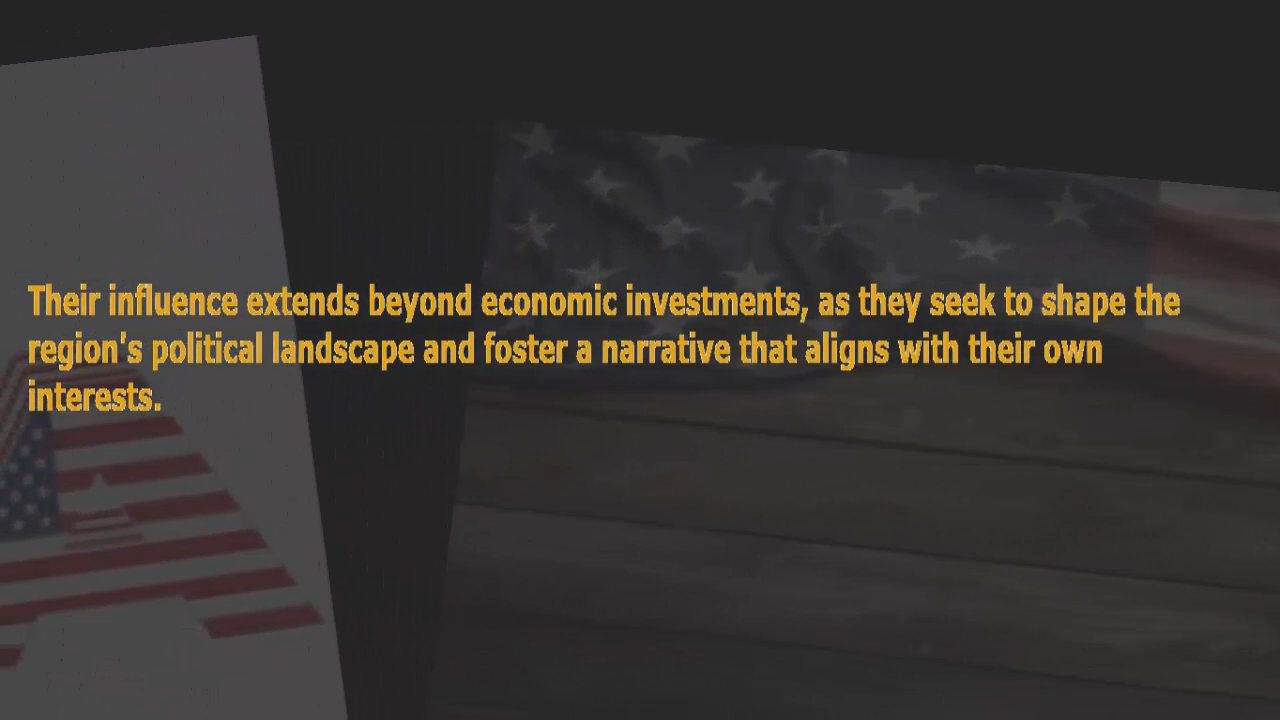 Their influence extends beyond economic investments, as they seek to shape the
region's political landscape and foster a narrative that aligns with their own
interests.